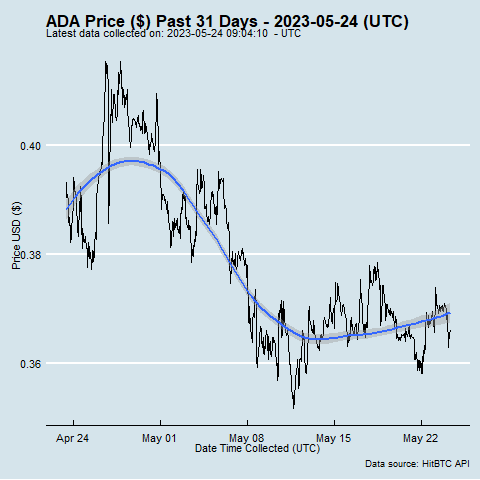 ADA Price ($) Past 31 Days - 2023-05-24 (UTC)
Latest data collected on: 2023-05-24 09:04:10  - UTC
0.40
0.38
0.36
Price USD ($)
Apr 24
May 01
May 08
May 15
May 22
Date Time Collected (UTC)
Data source: HitBTC API